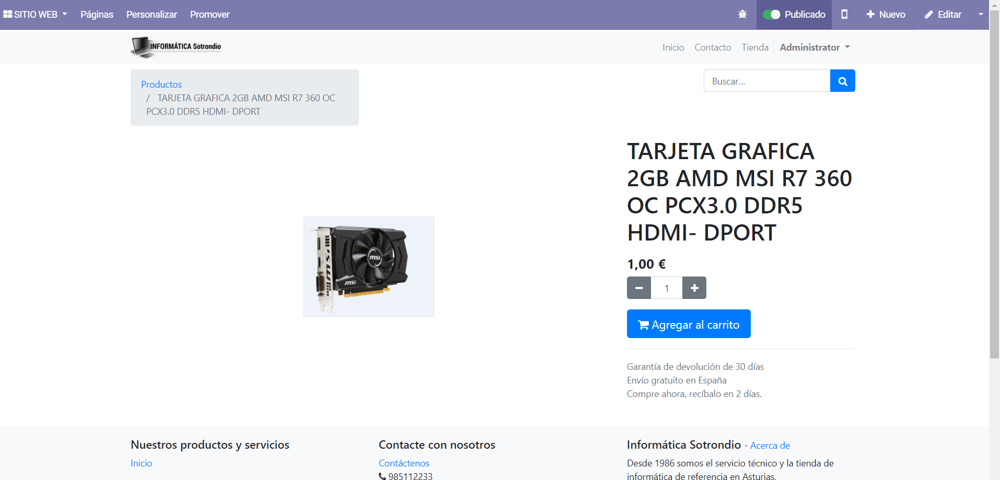 SITIO WEB Páginas Personalizar Promover Publicado Nuevo Editar
INFORMÁTICA Sotrondio Inicio Contacto Tienda Administrator
Productos
/ TARJETA GRAFICA 2GB AMD MSI R7 360 OC
PCX3.0 DDR5 HDMI- DPORT
Buscar...
TARJETA GRAFICA
2GB AMD MSI R7 360
OC PCX3.0 DDR5
HDMI- DPORT
msi
msi
msi
1,00 €
1
Agregar al carrito
Garantía de devolución de 30 días
Envío gratuito en España
Compre ahora, recíbalo en 2 días.
Nuestros productos y servicios
Inicio
Contacte con nosotros
Contáctenos
985112233
Informática Sotrondio - Acerca de
Desde 1986 somos el servicio técnico y la tienda de
informática de referencia en Asturias.